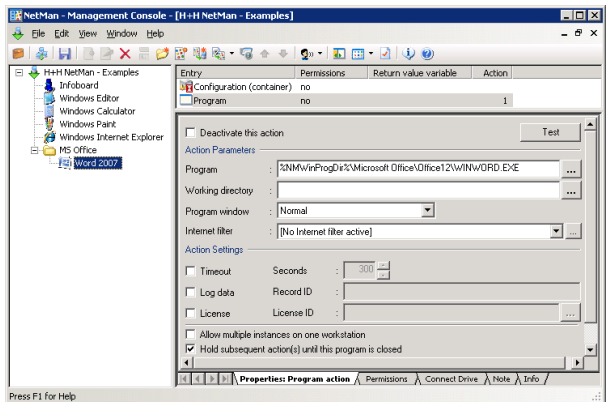 NetMan - Management Console - [H+H NetMan - Examples]
File Edit View Window Help
H+H NetMan - Examples
Infoboard
Windows Editor
Windows Calculator
Windows Paint
Windows Internet Explorer
MS Office
Word 2007
Entry Permissions Return value variable Action
Configuration (container) no
Program no 1
Deactivate this action Test
Action Parameters
Program : %NMWinProgDir%\Microsoft Office\Office12\WINWORD.EXE ...
Working directory : ...
Program window : Normal
Internet filter : [No Internet filter active] ...
Action Settings
Timeout Seconds : 300
Log data Record ID :
License License ID : ...
Allow multiple instances on one workstation
Hold subsequent action(s) until this program is closed
Properties: Program action Permissions Connect Drive Note Info
Press F1 for Help